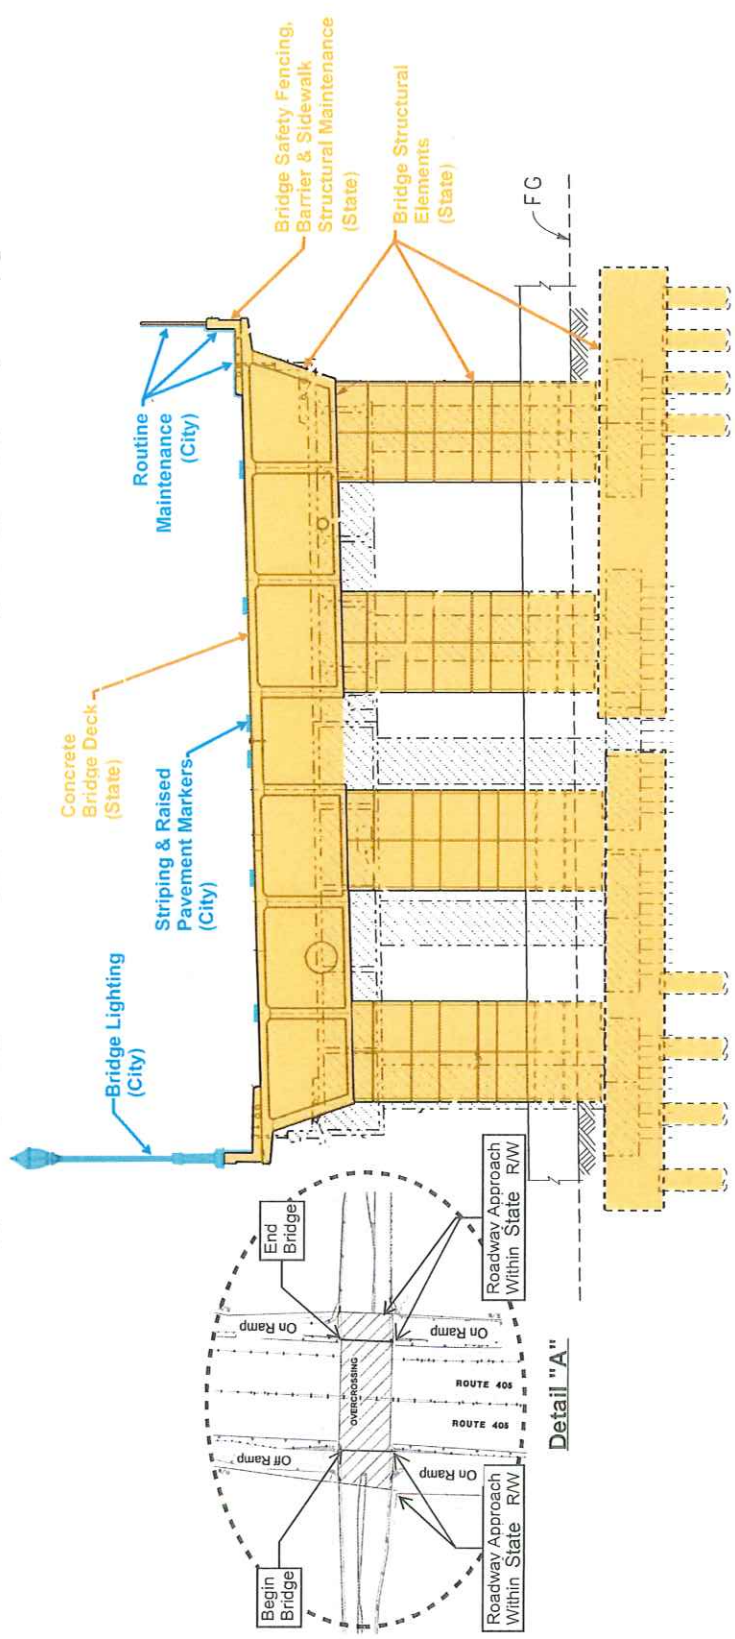 Bridge Lighting
(City)
Concrete
Bridge Deck
(State)
Striping & Raised
Pavement Markers
(City)
Routine
Maintenance
(City)
Bridge Safety Fencing,
Barrier & Sidewalk
Structural Maintenance
(State)
Bridge Structural
Elements
(State)
FG
Begin
Bridge
End
Bridge
Off Ramp
On Ramp
OVERCROSSING
ROUTE 405
ROUTE 405
On Ramp
On Ramp
Roadway Approach
Within State R/W
Roadway Approach
Within State R/W
Detail "A"